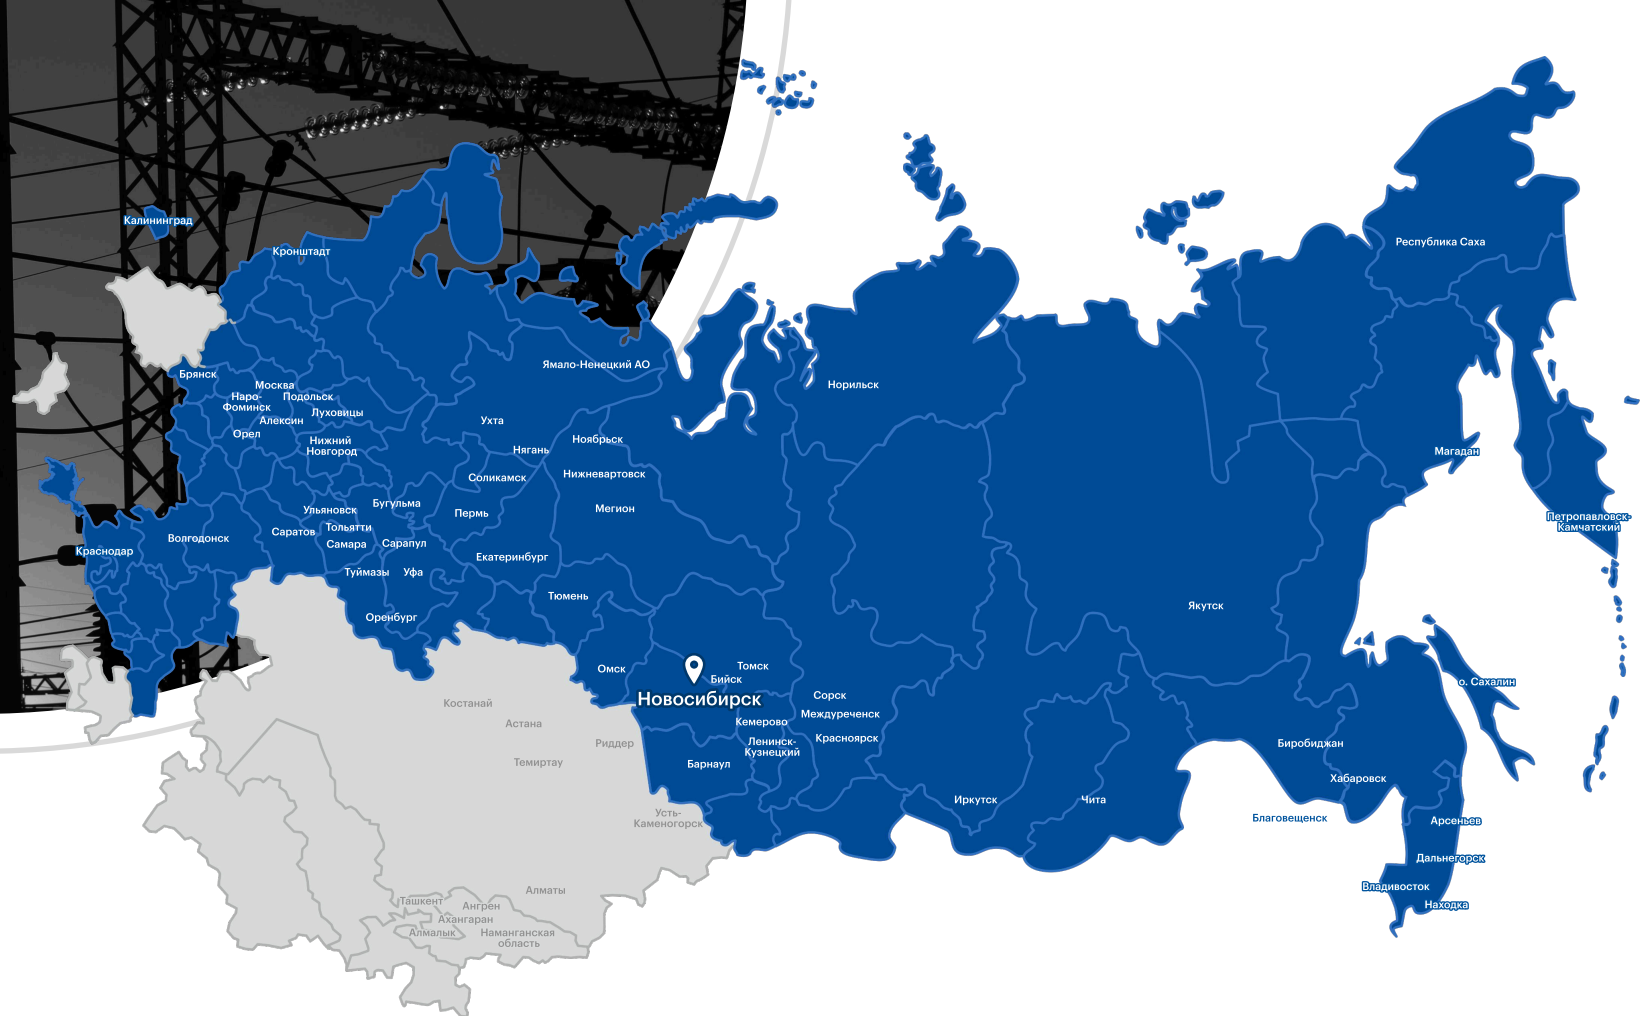 Калининград
Кронштадт
Республика Саха
Ямало-Ненецкий АО
Брянск
Москва
Наро-
Фоминск
Подольск
Норильск
Луховицы
Алексин
Орел
Ухта
Нижний
Новгород
Ноябрьск
Нягань
Магадан
Соликамск
Нижневартовск
Бугульма
Ульяновск
Мегион
Пермь
Петропавловск-
Камчатский
Тольятти
Саратов
Волгодонск
Самара
Сарапул
Краснодар
Екатеринбург
Туймазы
Уфа
Тюмень
Якутск
Оренбург
Омск
Томск
Бийск
о. Сахалин
Новосибирск
Сорск
Костанай
Междуреченск
Астана
Кемерово
Красноярск
Риддер
Ленинск-
Кузнецкий
Биробиджан
Темиртау
Барнаул
Хабаровск
Иркутск
Чита
Усть-
Каменогорск
Благовещенск
Арсеньев
Дальнегорск
Владивосток
Находка
Алматы
Ташкент
Ангрен
Ахангаран
Алмалык
Наманганская
область